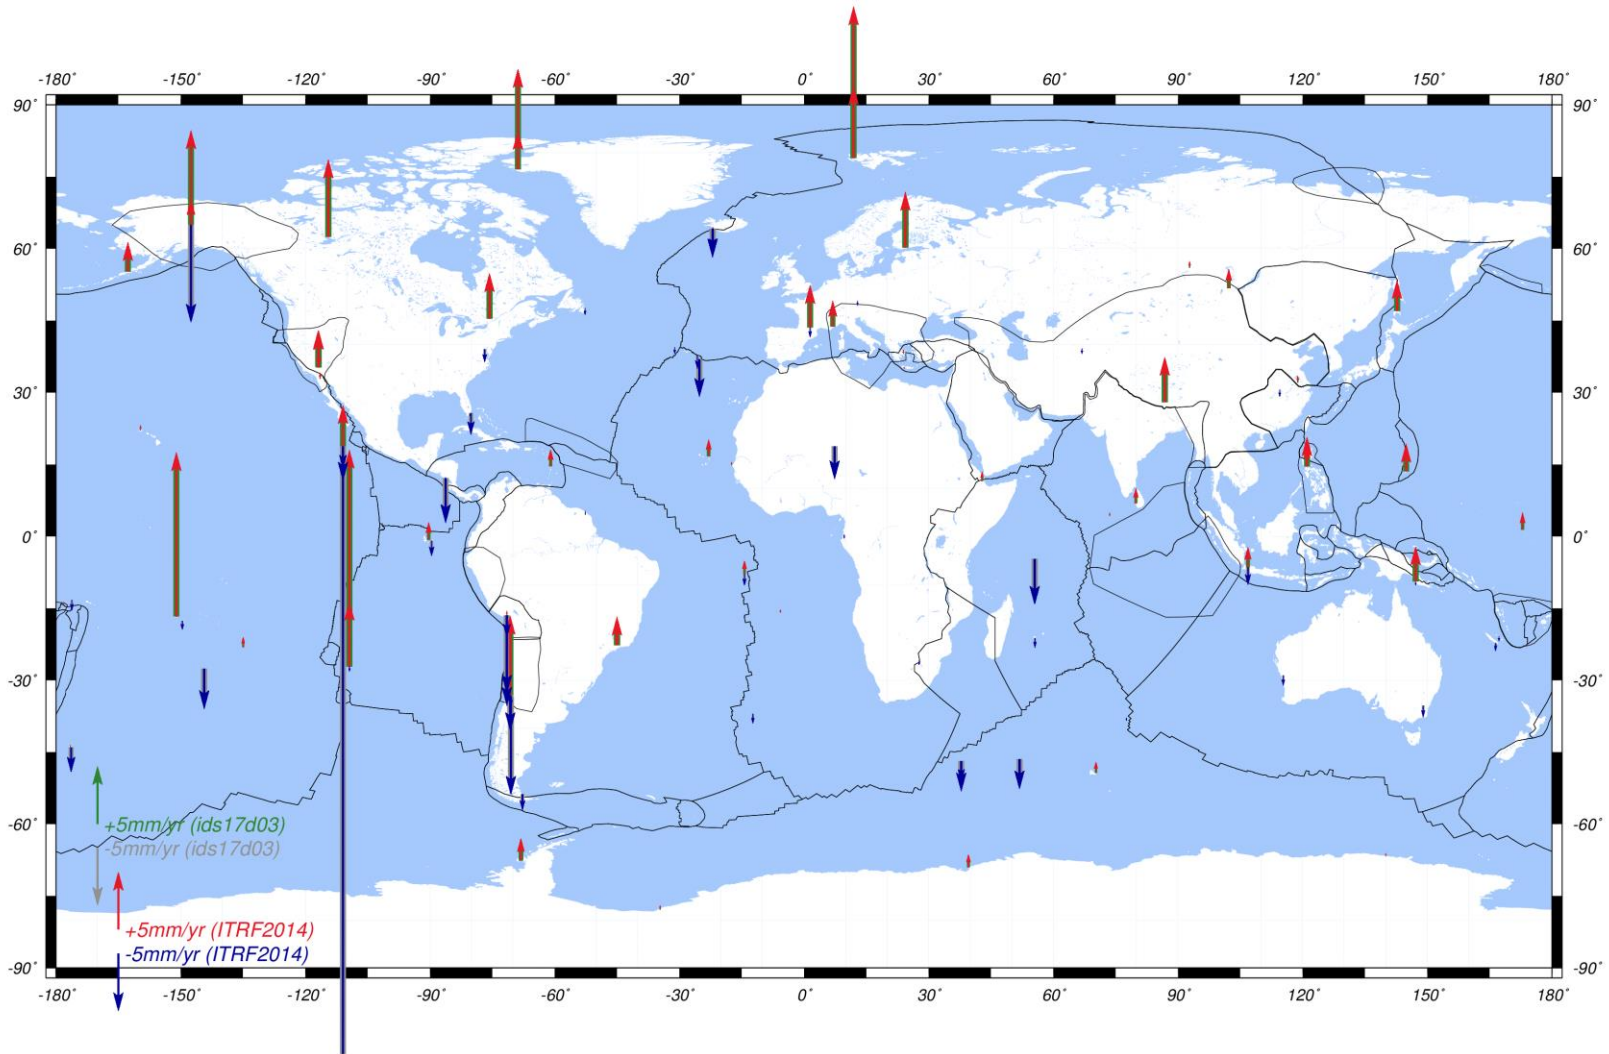 -180° -150° -120° -90° -60° -30° 0° 30° 60° 90° 120° 150° 180°
90° 90°
60° 60°
30° 30°
0° 0°
-30° -30°
+5mm/yr (ids17d03)
-60° -60°
-5mm/yr (ids17d03)
+5mm/yr (ITRF2014)
-5mm/yr (ITRF2014)
-90° -90°
-180° -150° -120° -90° -60° -30° 0° 30° 60° 90° 120° 150° 180°